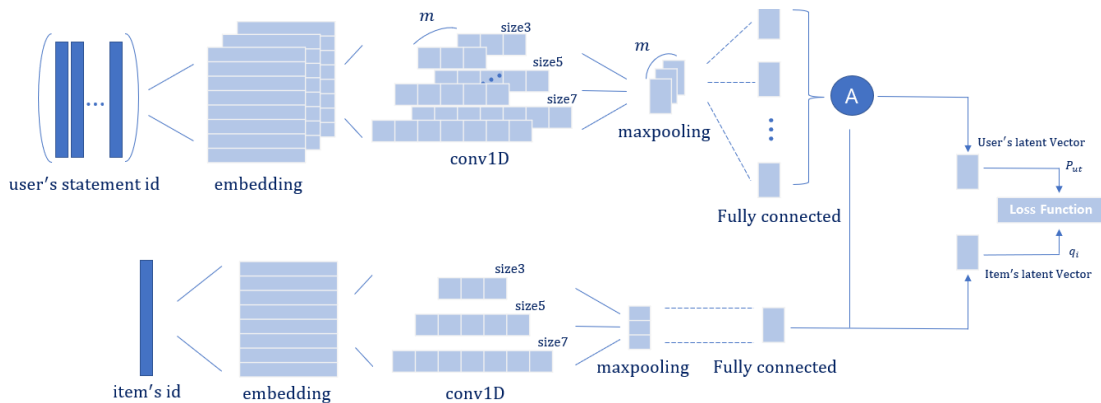 m
size3
size5
size7
m
A
maxpooling
conv1D
user's statement id
embedding
Fully connected
User's latent Vector
P_ut
Loss Function
q_i
Item's latent Vector
size3
size5
size7
item's id
embedding
conv1D
maxpooling
Fully connected